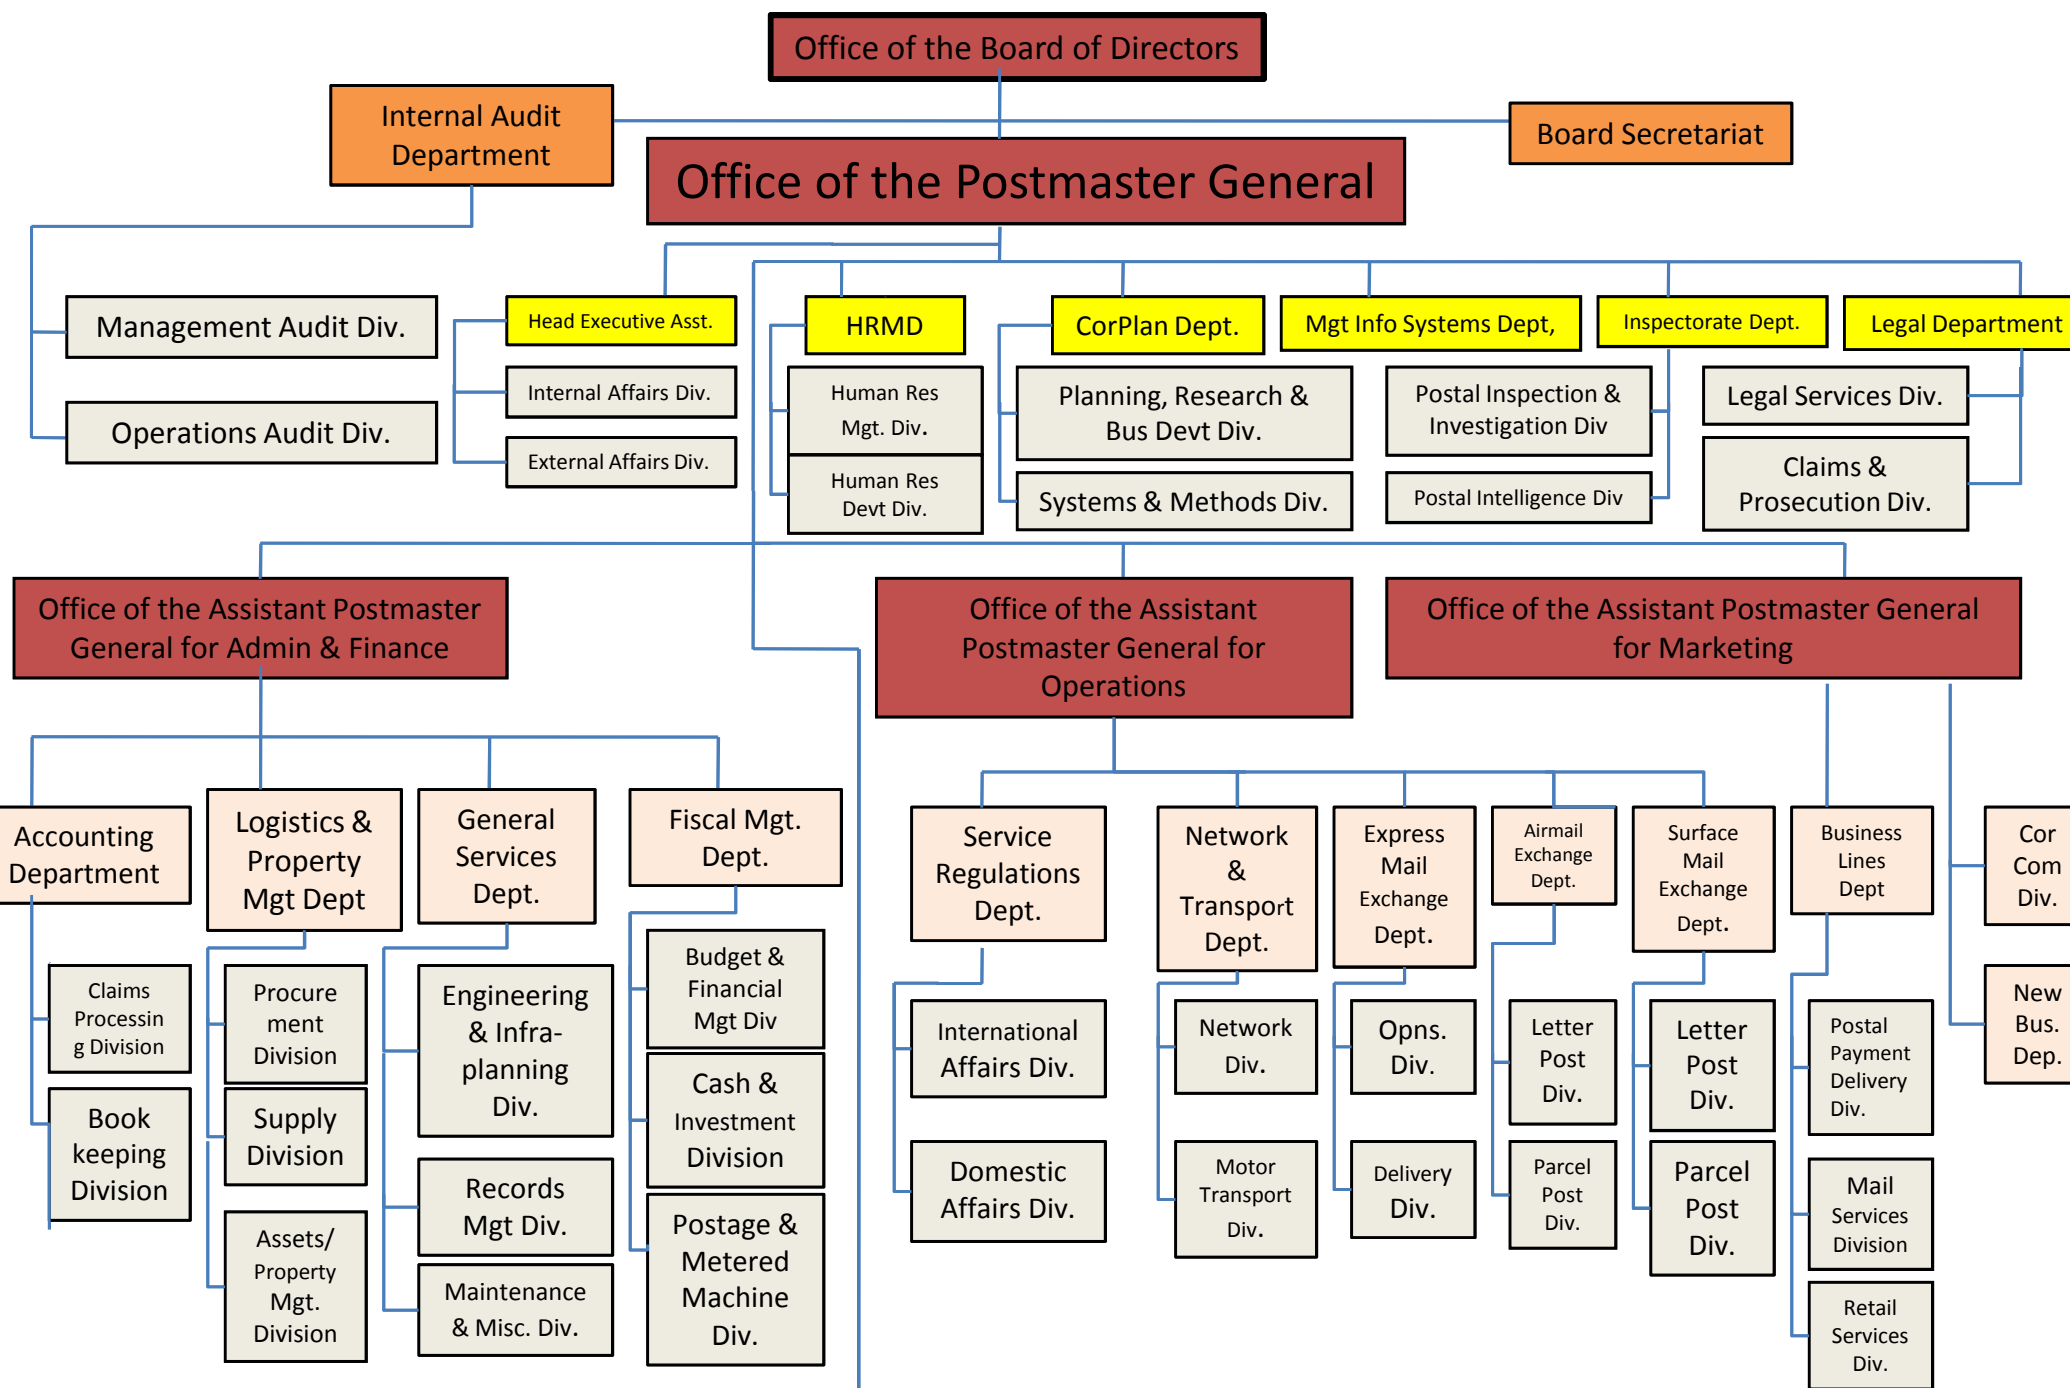 Office of the Board of Directors
Internal Audit
Department
Board Secretariat
Office of the Postmaster General
Management Audit Div.
Operations Audit Div.
Head Executive Asst.
Internal Affairs Div.
External Affairs Div.
HRMD
Human Res
Mgt. Div.
Human Res
Devt Div.
CorPlan Dept.
Planning, Research &
Bus Devt Div.
Systems & Methods Div.
Mgt Info Systems Dept,
Inspectorate Dept.
Postal Inspection &
Investigation Div
Postal Intelligence Div
Legal Department
Legal Services Div.
Claims &
Prosecution Div.
Office of the Assistant Postmaster
General for Admin & Finance
Office of the Assistant
Postmaster General for
Operations
Office of the Assistant Postmaster General
for Marketing
Accounting
Department
Claims
Processin
g Division
Book
keeping
Division
Logistics &
Property
Mgt Dept
Procure
ment
Division
Supply
Division
Assets/
Property
Mgt.
Division
General
Services
Dept.
Engineering
& Infra-
planning
Div.
Records
Mgt Div.
Maintenance
& Misc. Div.
Fiscal Mgt.
Dept.
Budget &
Financial
Mgt Div
Cash &
Investment
Division
Postage &
Metered
Machine
Div.
Service
Regulations
Dept.
International
Affairs Div.
Domestic
Affairs Div.
Network
&
Transport
Dept.
Network
Div.
Motor
Transport
Div.
Express
Mail
Exchange
Dept.
Opns.
Div.
Delivery
Div.
Airmail
Exchange
Dept.
Letter
Post
Div.
Parcel
Post
Div.
Surface
Mail
Exchange
Dept.
Letter
Post
Div.
Parcel
Post
Div.
Business
Lines
Dept
Postal
Payment
Delivery
Div.
Mail
Services
Division
Retail
Services
Div.
Cor
Com
Div.
New
Bus.
Dep.